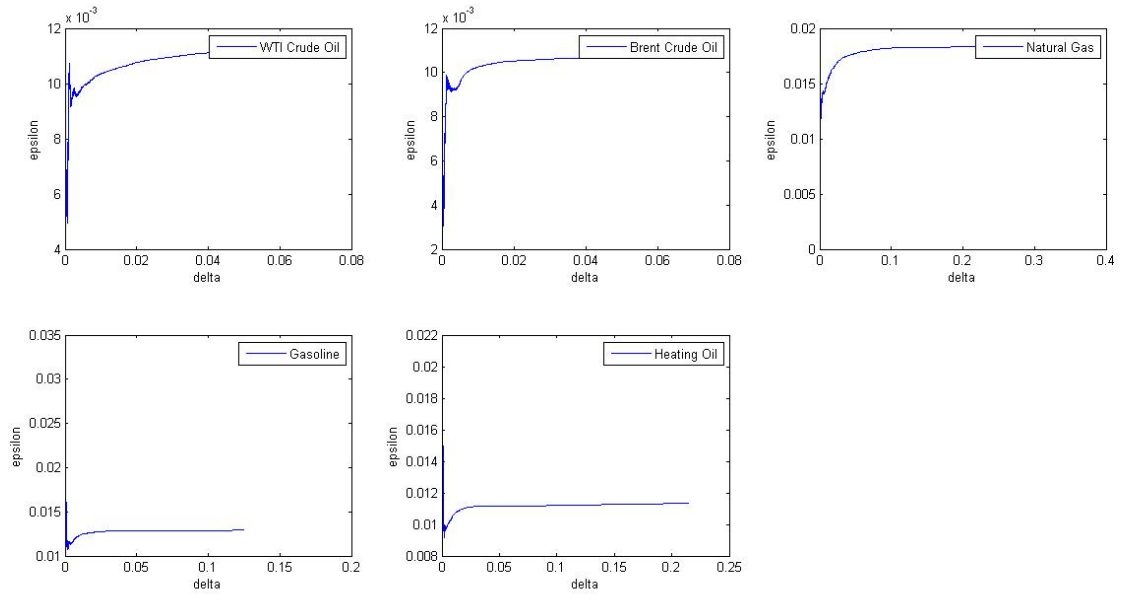 x 10⁻³
12
10
8
6
4
epsilon
0 0.02 0.04 0.06 0.08
delta
WTI Crude Oil
x 10⁻³
12
10
8
6
4
2
epsilon
0 0.02 0.04 0.06 0.08
delta
Brent Crude Oil
0.02
0.015
0.01
0.005
0
epsilon
0 0.1 0.2 0.3 0.4
delta
Natural Gas
0.035
0.03
0.025
0.02
0.015
0.01
epsilon
0 0.05 0.1 0.15 0.2
delta
Gasoline
0.022
0.02
0.018
0.016
0.014
0.012
0.01
0.008
epsilon
0 0.05 0.1 0.15 0.2 0.25
delta
Heating Oil